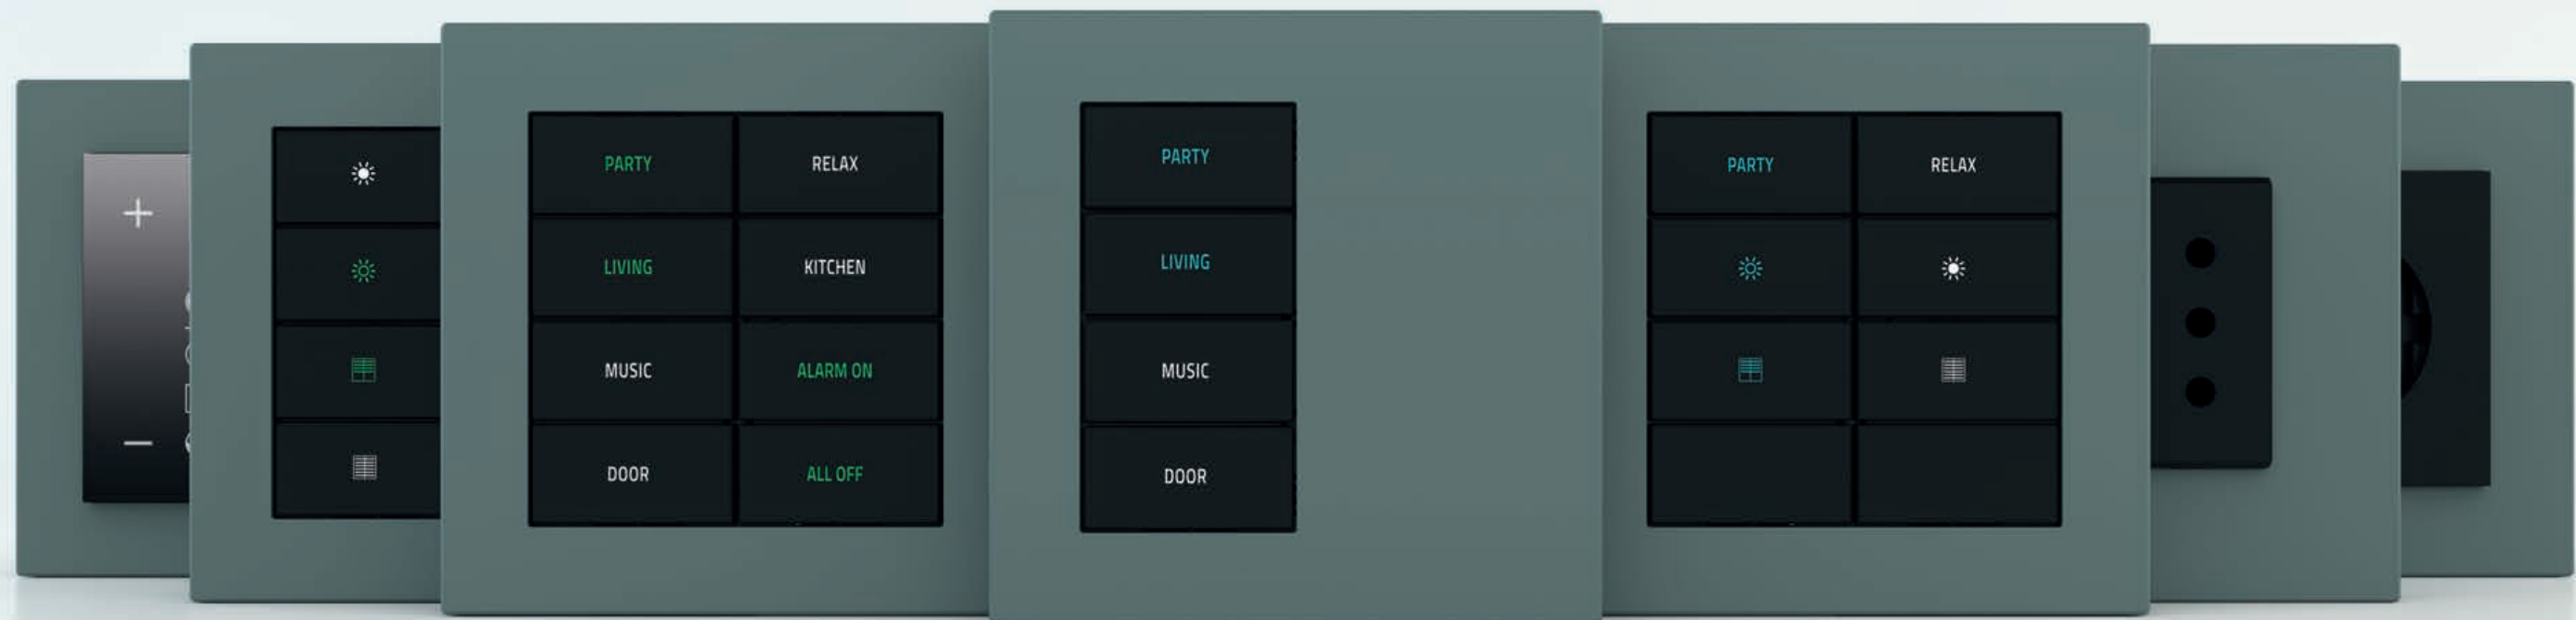 +
−
PARTY RELAX
LIVING KITCHEN
MUSIC ALARM ON
DOOR ALL OFF
PARTY
LIVING
MUSIC
DOOR
PARTY RELAX